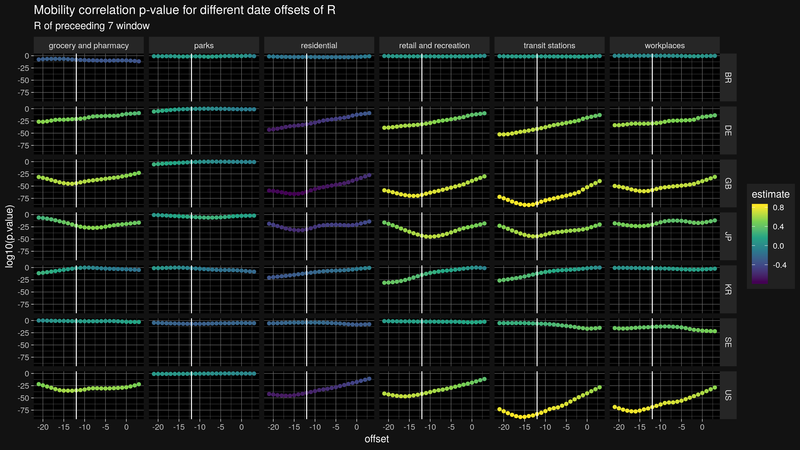 Mobility correlation p-value for different date offsets of R
R of preceeding 7 window
grocery and pharmacy parks residential retail and recreation transit stations workplaces
0
-25
-50
-75
BR
0
-25
-50
-75
DE
0
-25
-50
-75
GB
0
-25
-50
-75
JP
0
-25
-50
-75
KR
0
-25
-50
-75
SE
0
-25
-50
-75
US
log10(p.value)
-20 -15 -10 -5 0 -20 -15 -10 -5 0 -20 -15 -10 -5 0 -20 -15 -10 -5 0 -20 -15 -10 -5 0 -20 -15 -10 -5 0
offset
estimate
0.8
0.4
0.0
-0.4